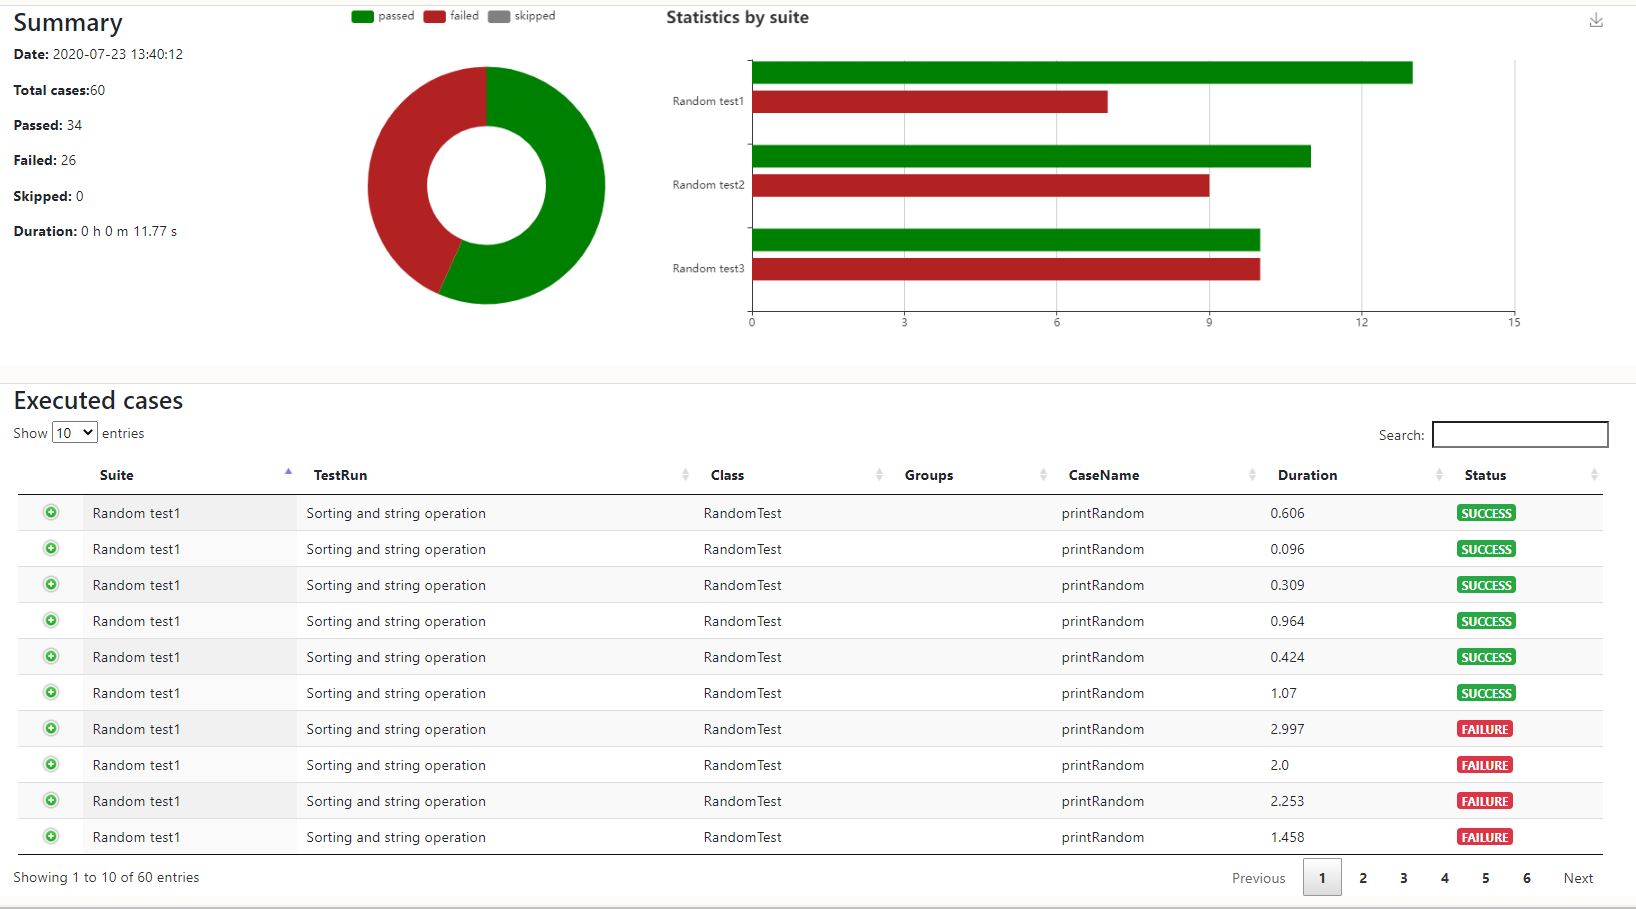 Summary
Date: 2020-07-23 13:40:12
Total cases:60
Passed: 34
Failed: 26
Skipped: 0
Duration: 0 h 0 m 11.77 s
passed failed skipped
Statistics by suite
Random test1
Random test2
Random test3
0 3 6 9 12 15
Executed cases
Show 10 entries
Search:
Suite TestRun Class Groups CaseName Duration Status
Random test1 Sorting and string operation RandomTest printRandom 0.606 SUCCESS
Random test1 Sorting and string operation RandomTest printRandom 0.096 SUCCESS
Random test1 Sorting and string operation RandomTest printRandom 0.309 SUCCESS
Random test1 Sorting and string operation RandomTest printRandom 0.964 SUCCESS
Random test1 Sorting and string operation RandomTest printRandom 0.424 SUCCESS
Random test1 Sorting and string operation RandomTest printRandom 1.07 SUCCESS
Random test1 Sorting and string operation RandomTest printRandom 2.997 FAILURE
Random test1 Sorting and string operation RandomTest printRandom 2.0 FAILURE
Random test1 Sorting and string operation RandomTest printRandom 2.253 FAILURE
Random test1 Sorting and string operation RandomTest printRandom 1.458 FAILURE
Showing 1 to 10 of 60 entries
Previous 1 2 3 4 5 6 Next